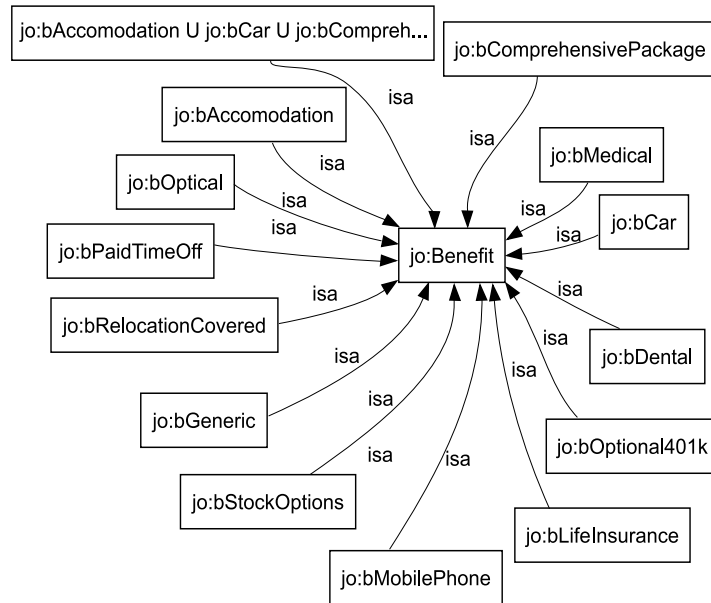 jo:bAccomodation U jo:bCar U jo:bCompreh...
jo:bComprehensivePackage
isa
isa
jo:bAccomodation
isa
jo:bMedical
jo:bOptical
isa
isa
jo:bCar
isa
isa
jo:bPaidTimeOff
jo:Benefit
isa
isa
jo:bRelocationCovered
isa
isa
jo:bDental
isa
isa
jo:bGeneric
jo:bOptional401k
isa
isa
jo:bStockOptions
jo:bLifeInsurance
jo:bMobilePhone